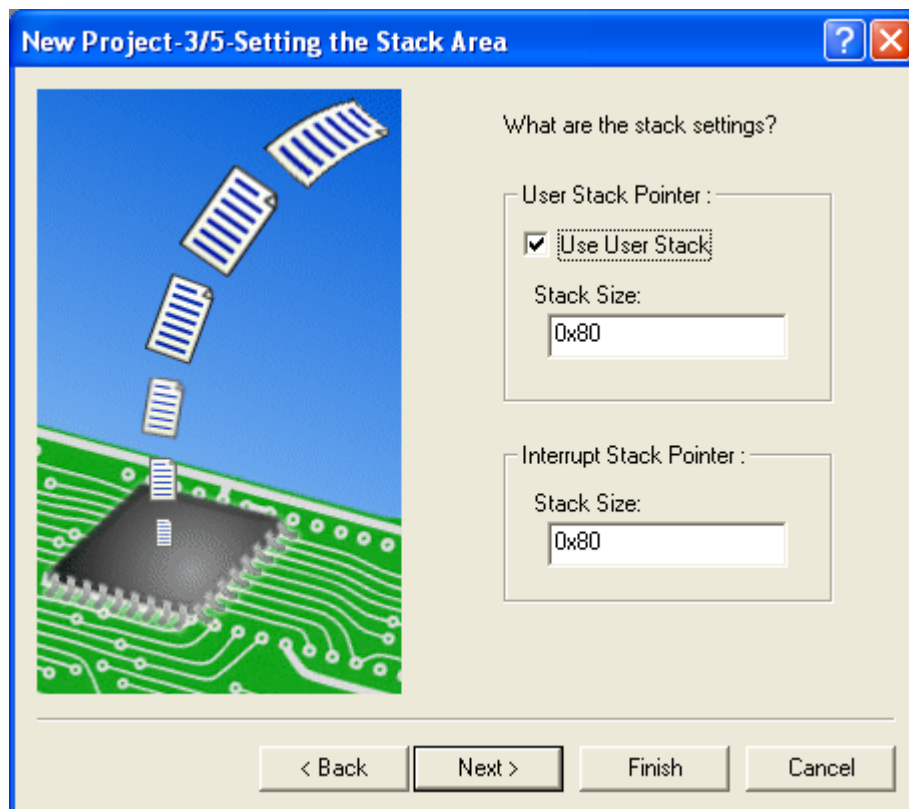 New Project-3/5-Setting the Stack Area
What are the stack settings?
User Stack Pointer :
Use User Stack
Stack Size:
0x80
Interrupt Stack Pointer :
Stack Size:
0x80
< Back
Next >
Finish
Cancel